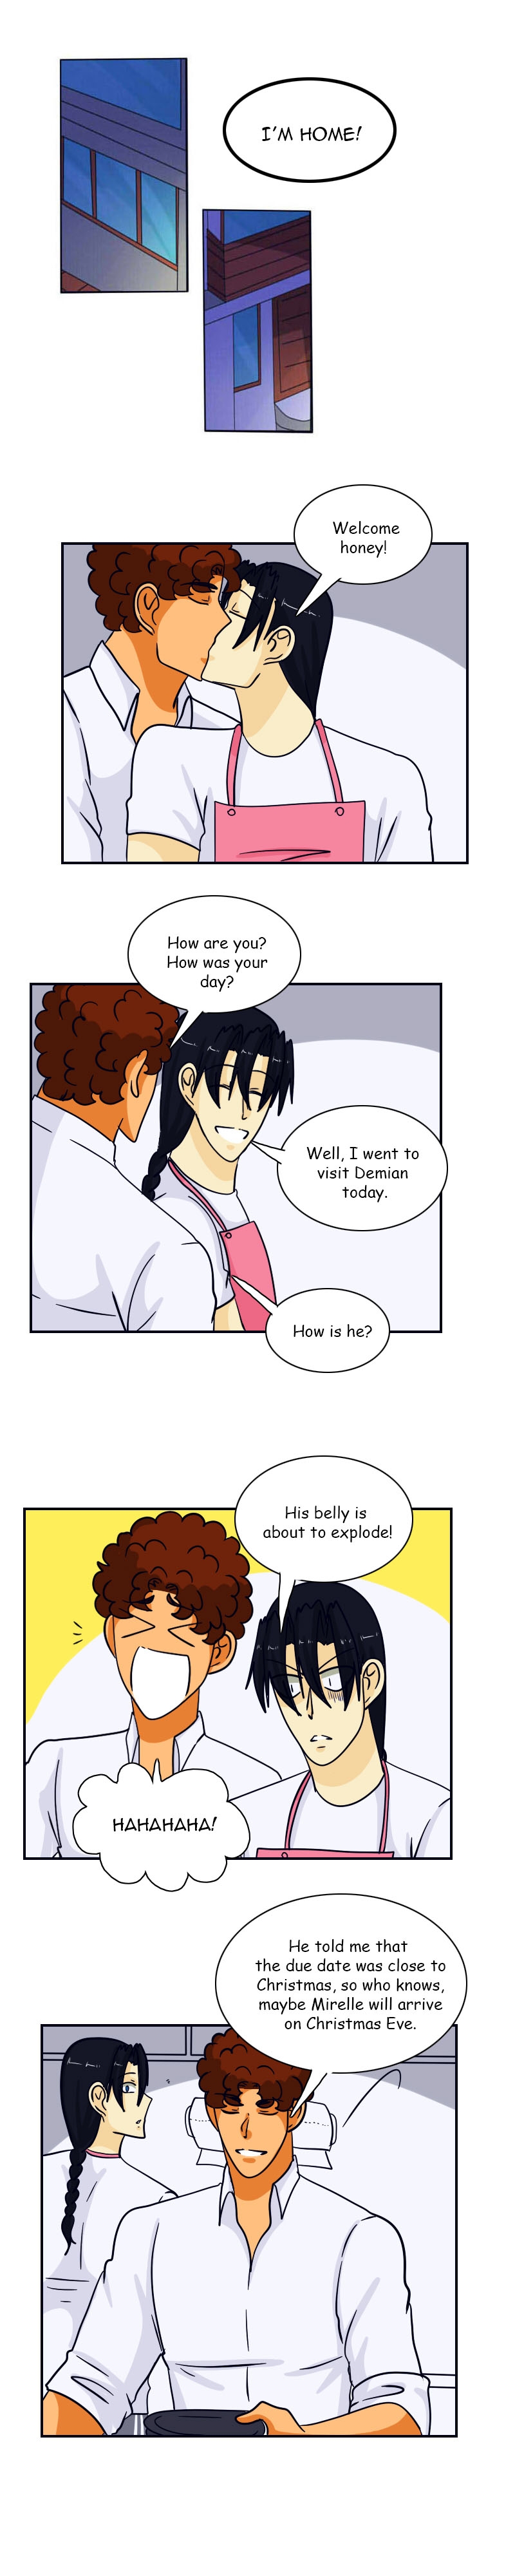 I'M HOME!
Welcome
honey!
How are you?
How was your
day?
Well, I went to
visit Demian
today.
How is he?
His belly is
about to explode!
HAHAHAHA!
He told me that
the due date was close to
Christmas, so who knows,
maybe Mirelle will arrive
on Christmas Eve.